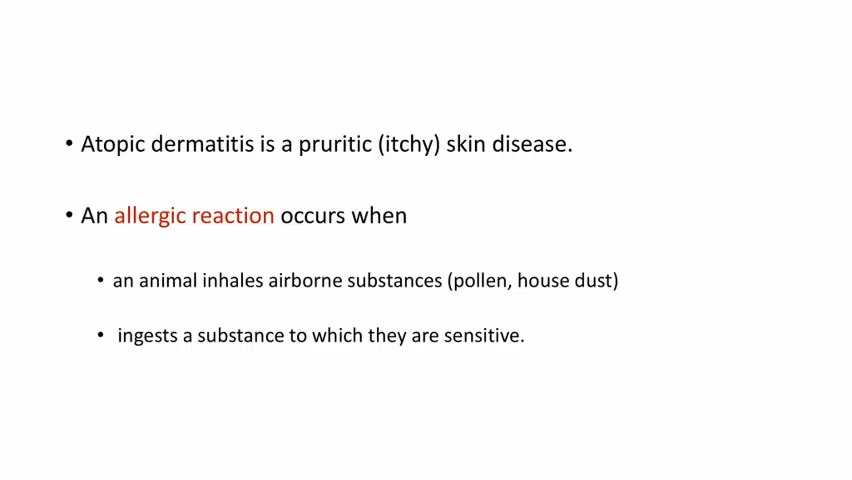 • Atopic dermatitis is a pruritic (itchy) skin disease.
• An allergic reaction occurs when
• an animal inhales airborne substances (pollen, house dust)
• ingests a substance to which they are sensitive.